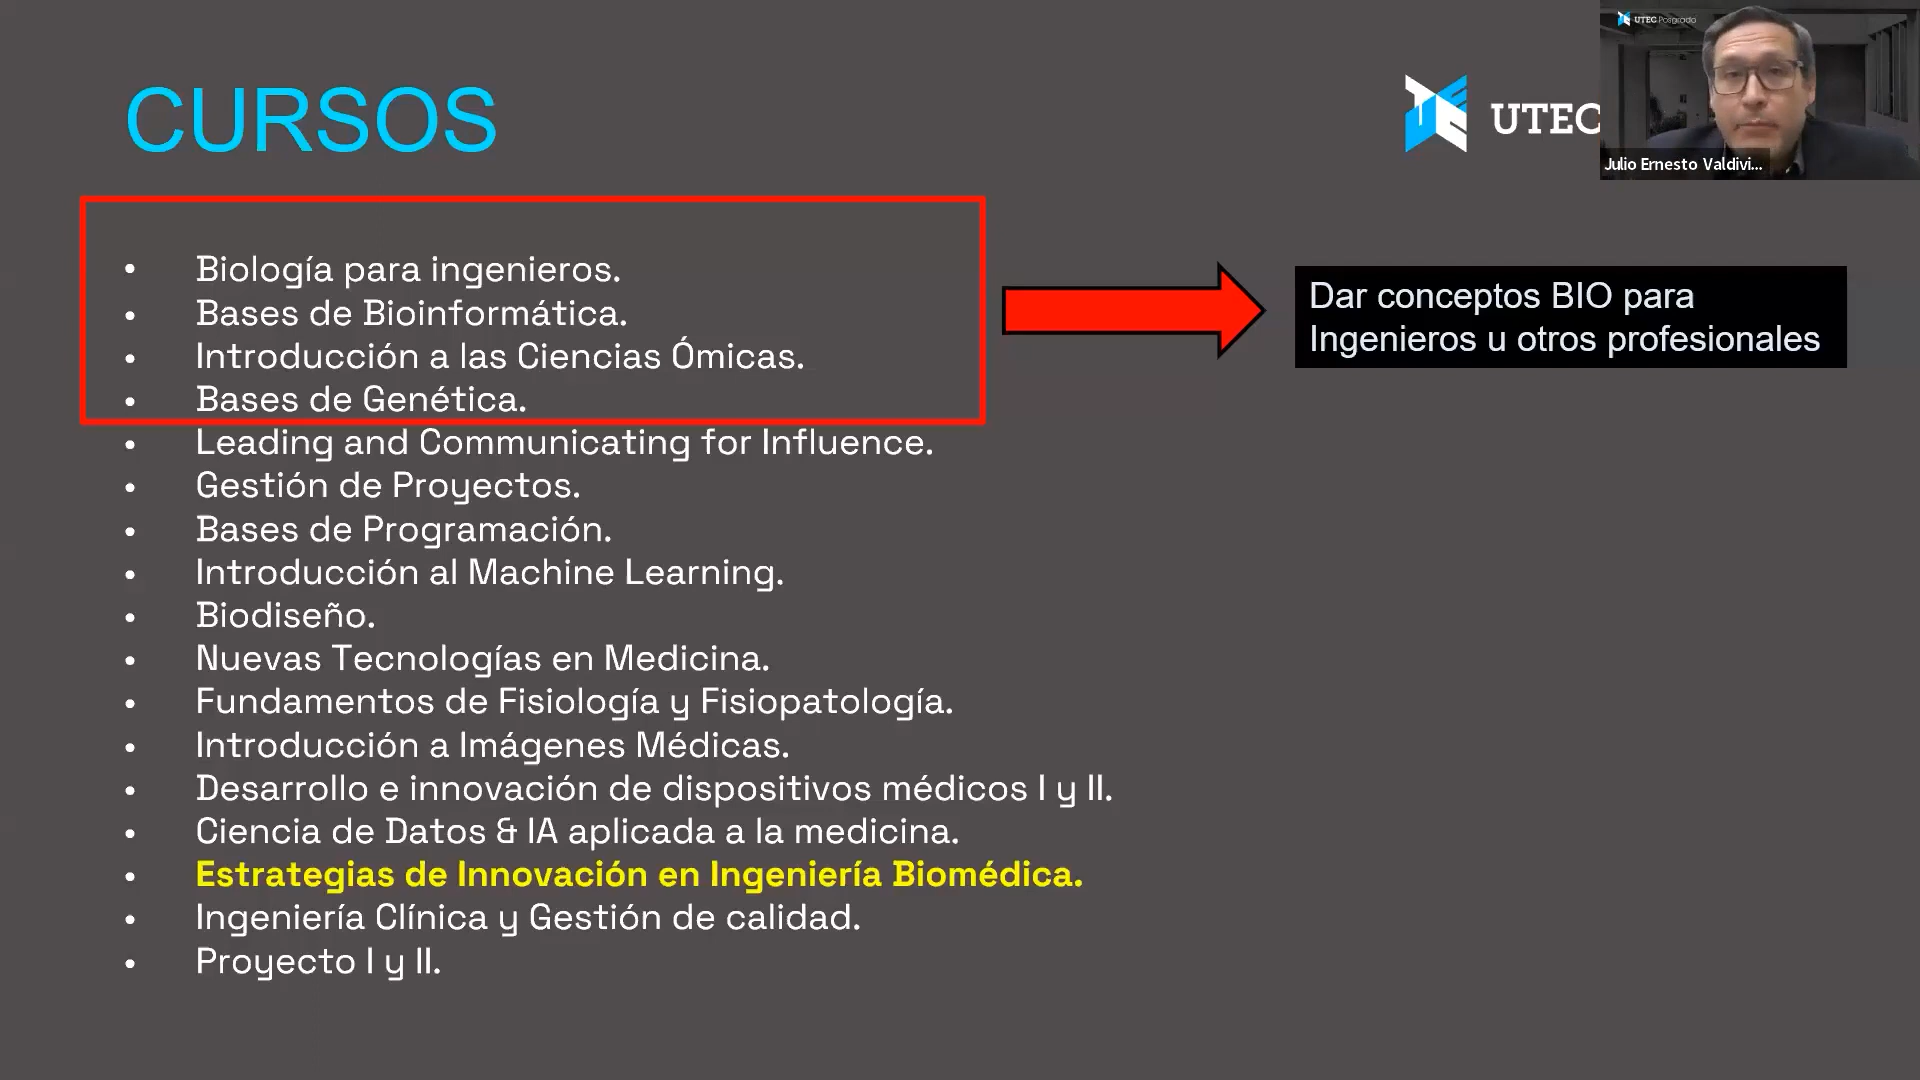 CURSOS
UTEC
UTEC Posgrado
Julio Ernesto Valdivi...
• Biología para ingenieros.
• Bases de Bioinformática.
• Introducción a las Ciencias Ómicas.
• Bases de Genética.
• Leading and Communicating for Influence.
• Gestión de Proyectos.
• Bases de Programación.
• Introducción al Machine Learning.
• Biodiseño.
• Nuevas Tecnologías en Medicina.
• Fundamentos de Fisiología y Fisiopatología.
• Introducción a Imágenes Médicas.
• Desarrollo e innovación de dispositivos médicos I y II.
• Ciencia de Datos & IA aplicada a la medicina.
• Estrategias de Innovación en Ingeniería Biomédica.
• Ingeniería Clínica y Gestión de calidad.
• Proyecto I y II.
Dar conceptos BIO para
Ingenieros u otros profesionales